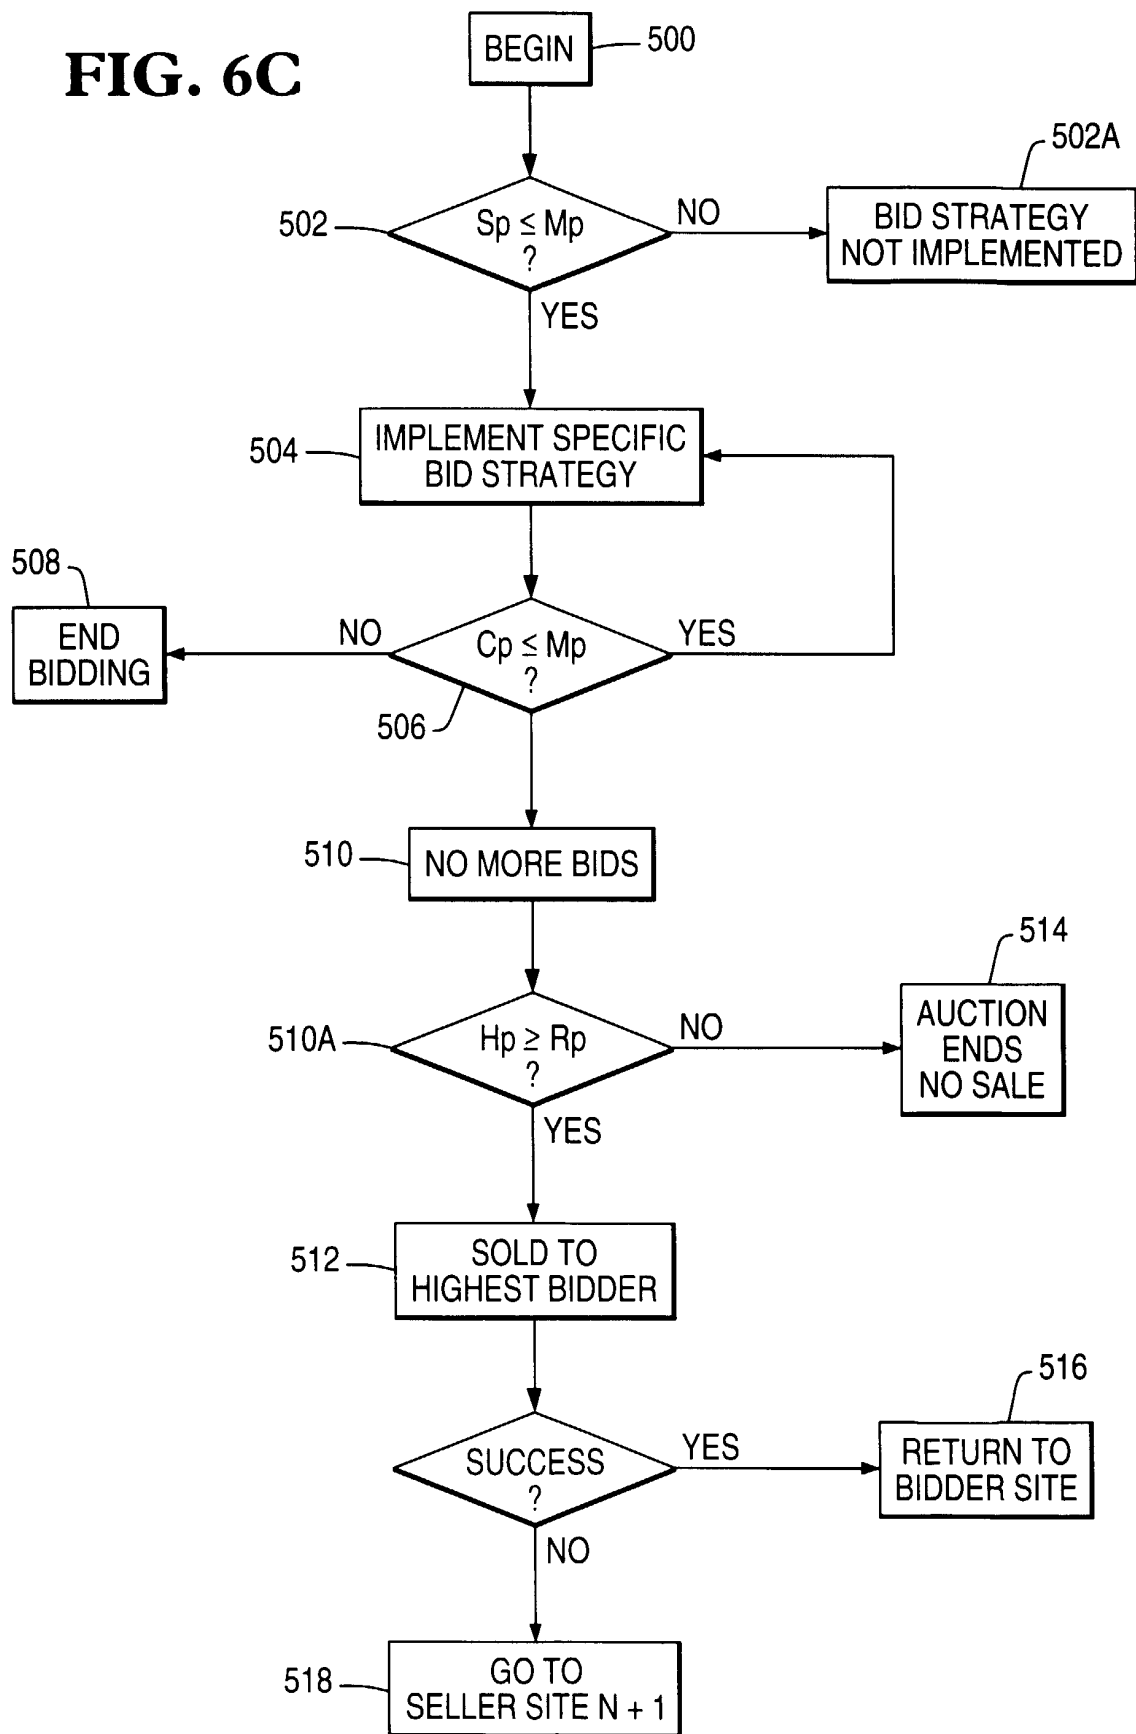 FIG. 6C
BEGIN
500
502
Sp ≤ Mp
?
NO
502A
BID STRATEGY
NOT IMPLEMENTED
YES
504
IMPLEMENT SPECIFIC
BID STRATEGY
508
END
BIDDING
NO
Cp ≤ Mp
?
YES
506
510
NO MORE BIDS
510A
Hp ≥ Rp
?
NO
514
AUCTION
ENDS
NO SALE
YES
512
SOLD TO
HIGHEST BIDDER
SUCCESS
?
YES
516
RETURN TO
BIDDER SITE
NO
518
GO TO
SELLER SITE N + 1